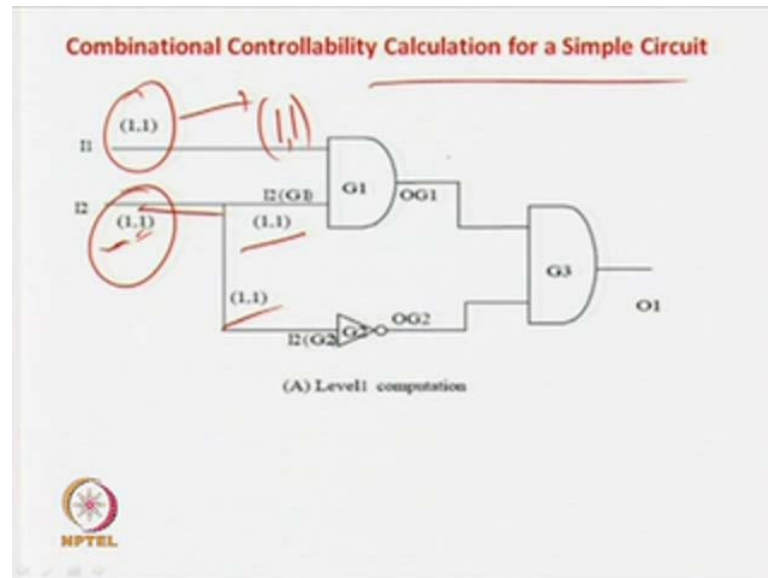 Combinational Controllability Calculation for a Simple Circuit
(1,1)
(1,1)
I1
I2(G1)
G1
OG1
I2
(1,1)
(1,1)
G3
(1,1)
O1
OG2
I2(G2)
G2
(A) Level1 computation
NPTEL